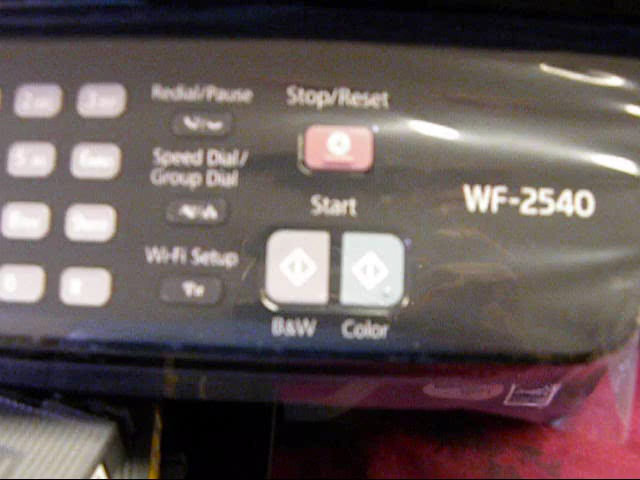 Redial/Pause
Stop/Reset
Speed Dial/
Group Dial
Start
WF-2540
Wi-Fi Setup
B&W
Color